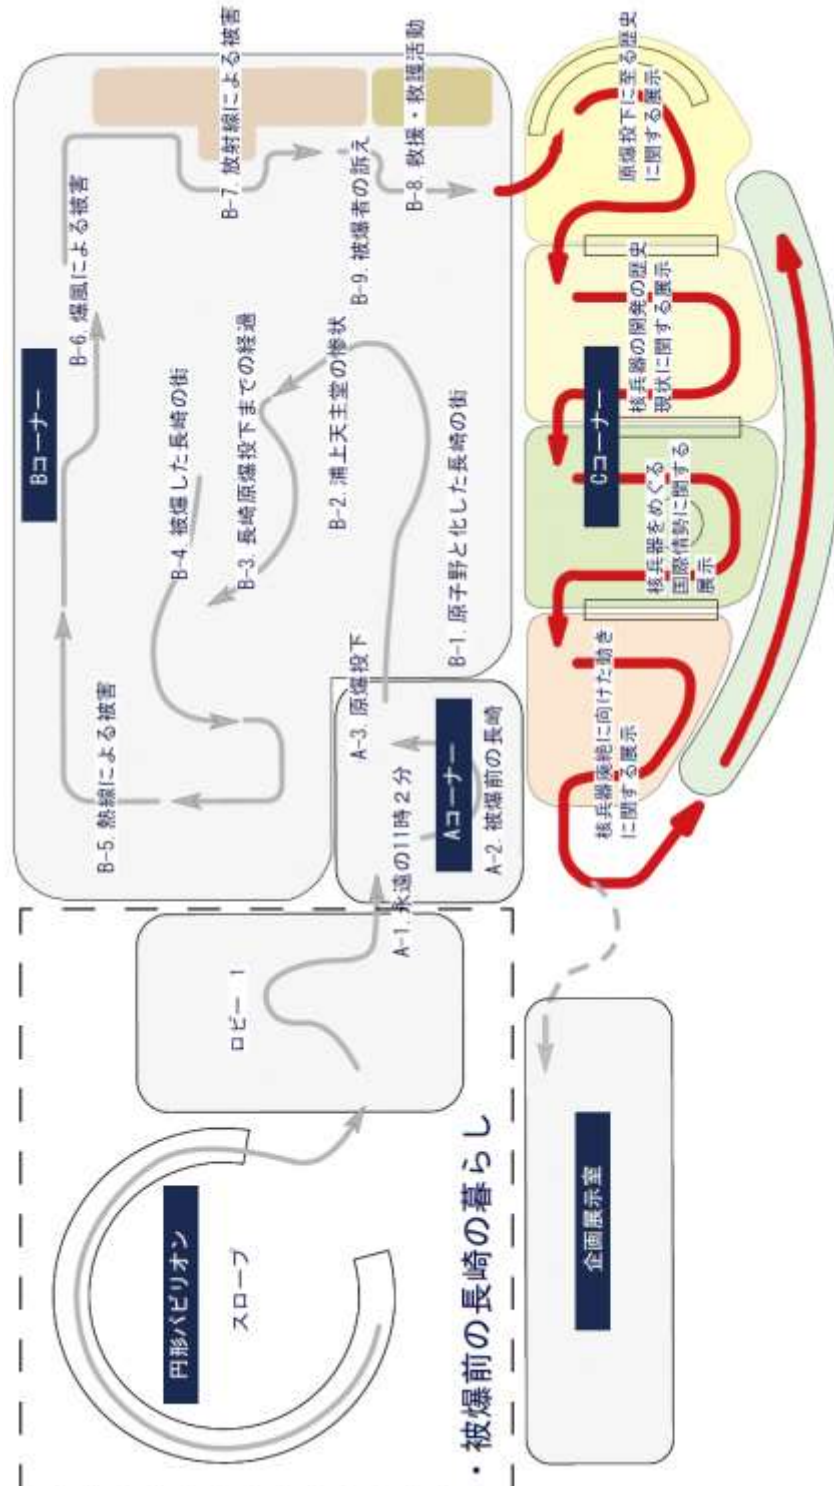 円形パビリオン
スロープ
・被爆前の長崎の暮らし
ロビー 1
Aコーナー
A-1. 永遠の11時2分
A-2. 被爆前の長崎
A-3. 原爆投下
Bコーナー
B-1. 原子野と化した長崎の街
B-2. 浦上天主堂の惨状
B-3. 長崎原爆投下までの経過
B-4. 被爆した長崎の街
B-5. 熱線による被害
B-6. 爆風による被害
B-7. 放射線による被害
B-9. 被爆者の訴え
B-8. 救援・救護活動
Cコーナー
原爆投下に至る歴史
に関する展示
核兵器の開発の歴史
現状に関する展示
核兵器をめぐる
国際情勢に関する
展示
核兵器廃絶に向けた動き
に関する展示
企画展示室